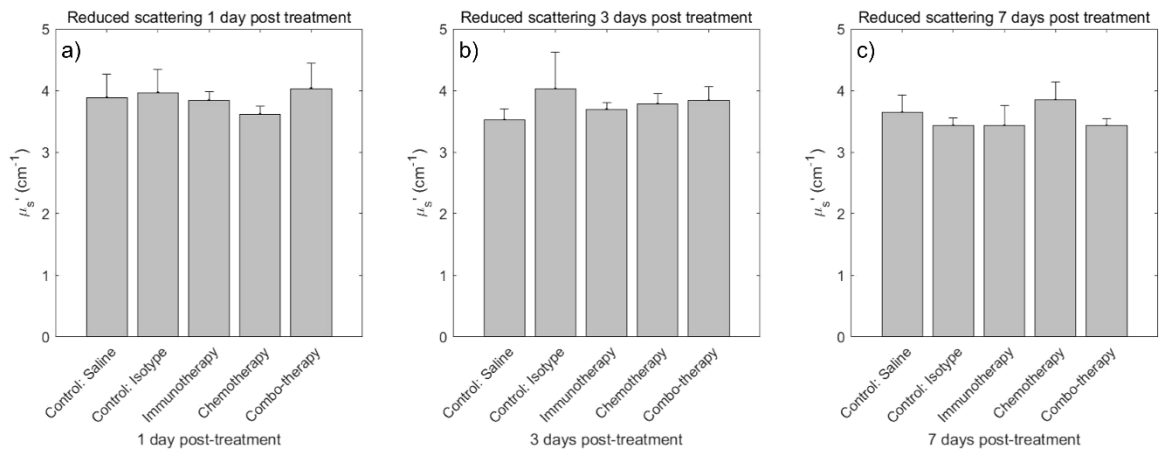 Reduced scattering 1 day post treatment
a)
5
4
3
2
1
0
μs' (cm-1)
Control: Saline
Control: Isotype
Immunotherapy
Chemotherapy
Combo-therapy
1 day post-treatment
Reduced scattering 3 days post treatment
b)
5
4
3
2
1
0
μs' (cm-1)
Control: Saline
Control: Isotype
Immunotherapy
Chemotherapy
Combo-therapy
3 days post-treatment
Reduced scattering 7 days post treatment
c)
5
4
3
2
1
0
μs' (cm-1)
Control: Saline
Control: Isotype
Immunotherapy
Chemotherapy
Combo-therapy
7 days post-treatment